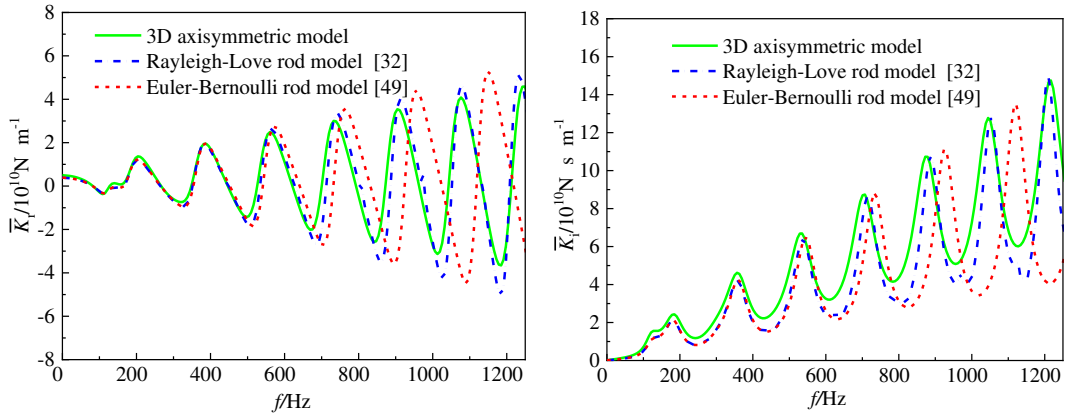 8
6
4
2
0
-2
-4
-6
-8
K̅ᵢ/10¹⁰N m⁻¹
3D axisymmetric model
Rayleigh-Love rod model [32]
Euler-Bernoulli rod model [49]
0 200 400 600 800 1000 1200
f/Hz
18
16
14
12
10
8
6
4
2
0
K̅ᵢ/10¹⁰N s m⁻¹
3D axisymmetric model
Rayleigh-Love rod model [32]
Euler-Bernoulli rod model [49]
0 200 400 600 800 1000 1200
f/Hz